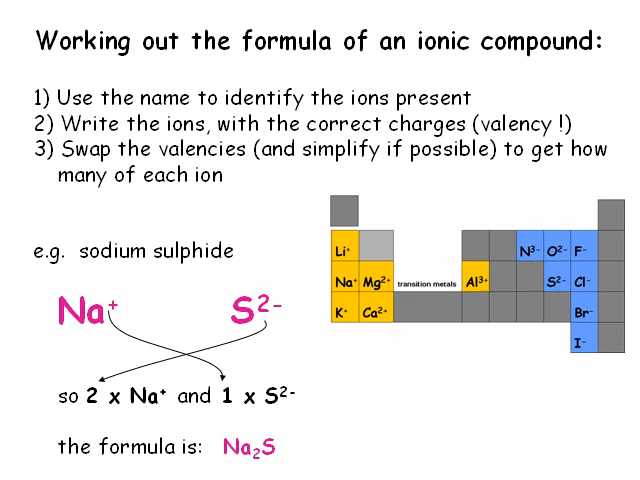 Working out the formula of an ionic compound:
1) Use the name to identify the ions present
2) Write the ions, with the correct charges (valency !)
3) Swap the valencies (and simplify if possible) to get how
many of each ion
e.g. sodium sulphide
Na⁺ S²⁻
so 2 x Na⁺ and 1 x S²⁻
the formula is: Na₂S
Li⁺ N³⁻ O²⁻ F⁻
Na⁺ Mg²⁺ transition metals Al³⁺ S²⁻ Cl⁻
K⁺ Ca²⁺ Br⁻
I⁻